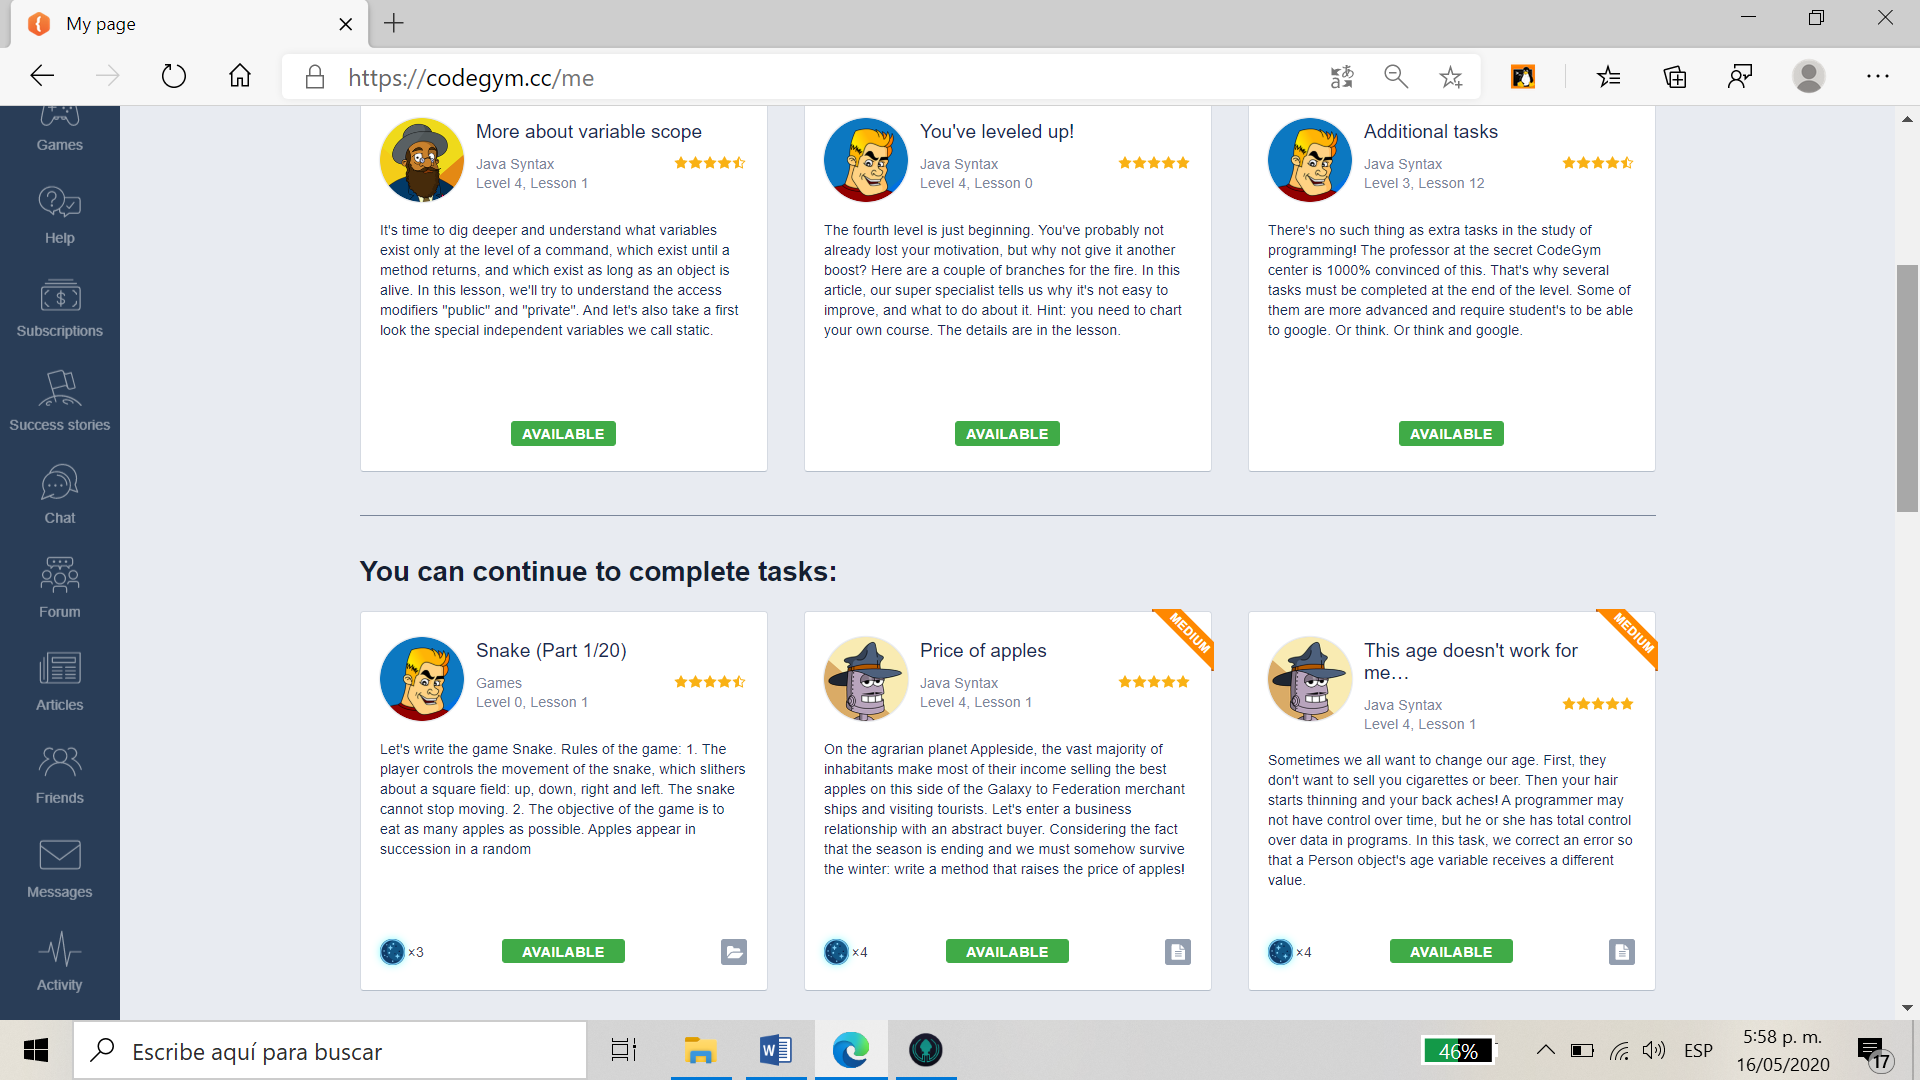 My page
https://codegym.cc/me
Games
Help
Subscriptions
Success stories
Chat
Forum
Articles
Friends
Messages
Activity
More about variable scope
Java Syntax
Level 4, Lesson 1
It's time to dig deeper and understand what variables
exist only at the level of a command, which exist until a
method returns, and which exist as long as an object is
alive. In this lesson, we'll try to understand the access
modifiers "public" and "private". And let's also take a first
look the special independent variables we call static.
AVAILABLE
You've leveled up!
Java Syntax
Level 4, Lesson 0
The fourth level is just beginning. You've probably not
already lost your motivation, but why not give it another
boost? Here are a couple of branches for the fire. In this
article, our super specialist tells us why it's not easy to
improve, and what to do about it. Hint: you need to chart
your own course. The details are in the lesson.
AVAILABLE
Additional tasks
Java Syntax
Level 3, Lesson 12
There's no such thing as extra tasks in the study of
programming! The professor at the secret CodeGym
center is 1000% convinced of this. That's why several
tasks must be completed at the end of the level. Some of
them are more advanced and require student's to be able
to google. Or think. Or think and google.
AVAILABLE
You can continue to complete tasks:
Snake (Part 1/20)
Games
Level 0, Lesson 1
Let's write the game Snake. Rules of the game: 1. The
player controls the movement of the snake, which slithers
about a square field: up, down, right and left. The snake
cannot stop moving. 2. The objective of the game is to
eat as many apples as possible. Apples appear in
succession in a random
×3
AVAILABLE
MEDIUM
Price of apples
Java Syntax
Level 4, Lesson 1
On the agrarian planet Appleside, the vast majority of
inhabitants make most of their income selling the best
apples on this side of the Galaxy to Federation merchant
ships and visiting tourists. Let's enter a business
relationship with an abstract buyer. Considering the fact
that the season is ending and we must somehow survive
the winter: write a method that raises the price of apples!
×4
AVAILABLE
MEDIUM
This age doesn't work for
me…
Java Syntax
Level 4, Lesson 1
Sometimes we all want to change our age. First, they
don't want to sell you cigarettes or beer. Then your hair
starts thinning and your back aches! A programmer may
not have control over time, but he or she has total control
over data in programs. In this task, we correct an error so
that a Person object's age variable receives a different
value.
×4
AVAILABLE
Escribe aquí para buscar
46%
ESP
5:58 p. m.
16/05/2020
17